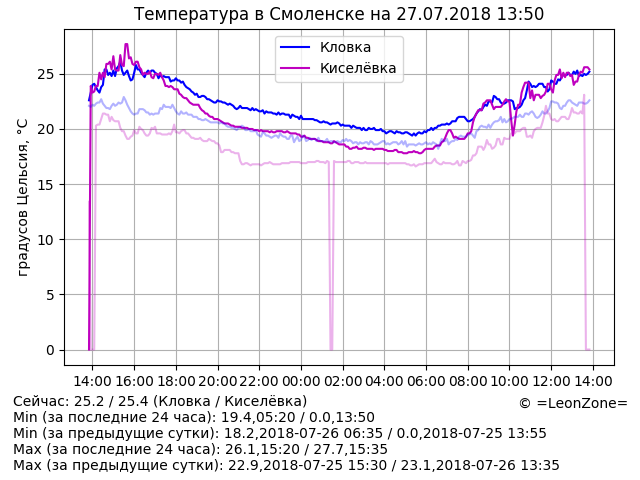 Температура в Смоленске на 27.07.2018 13:50
Кловка
Киселёвка
градусов Цельсия, °C
25
20
15
10
5
0
14:00 16:00 18:00 20:00 22:00 00:00 02:00 04:00 06:00 08:00 10:00 12:00 14:00
Сейчас: 25.2 / 25.4 (Кловка / Киселёвка)
© =LeonZone=
Min (за последние 24 часа): 19.4,05:20 / 0.0,13:50
Min (за предыдущие сутки): 18.2,2018-07-26 06:35 / 0.0,2018-07-25 13:55
Max (за последние 24 часа): 26.1,15:20 / 27.7,15:35
Max (за предыдущие сутки): 22.9,2018-07-25 15:30 / 23.1,2018-07-26 13:35